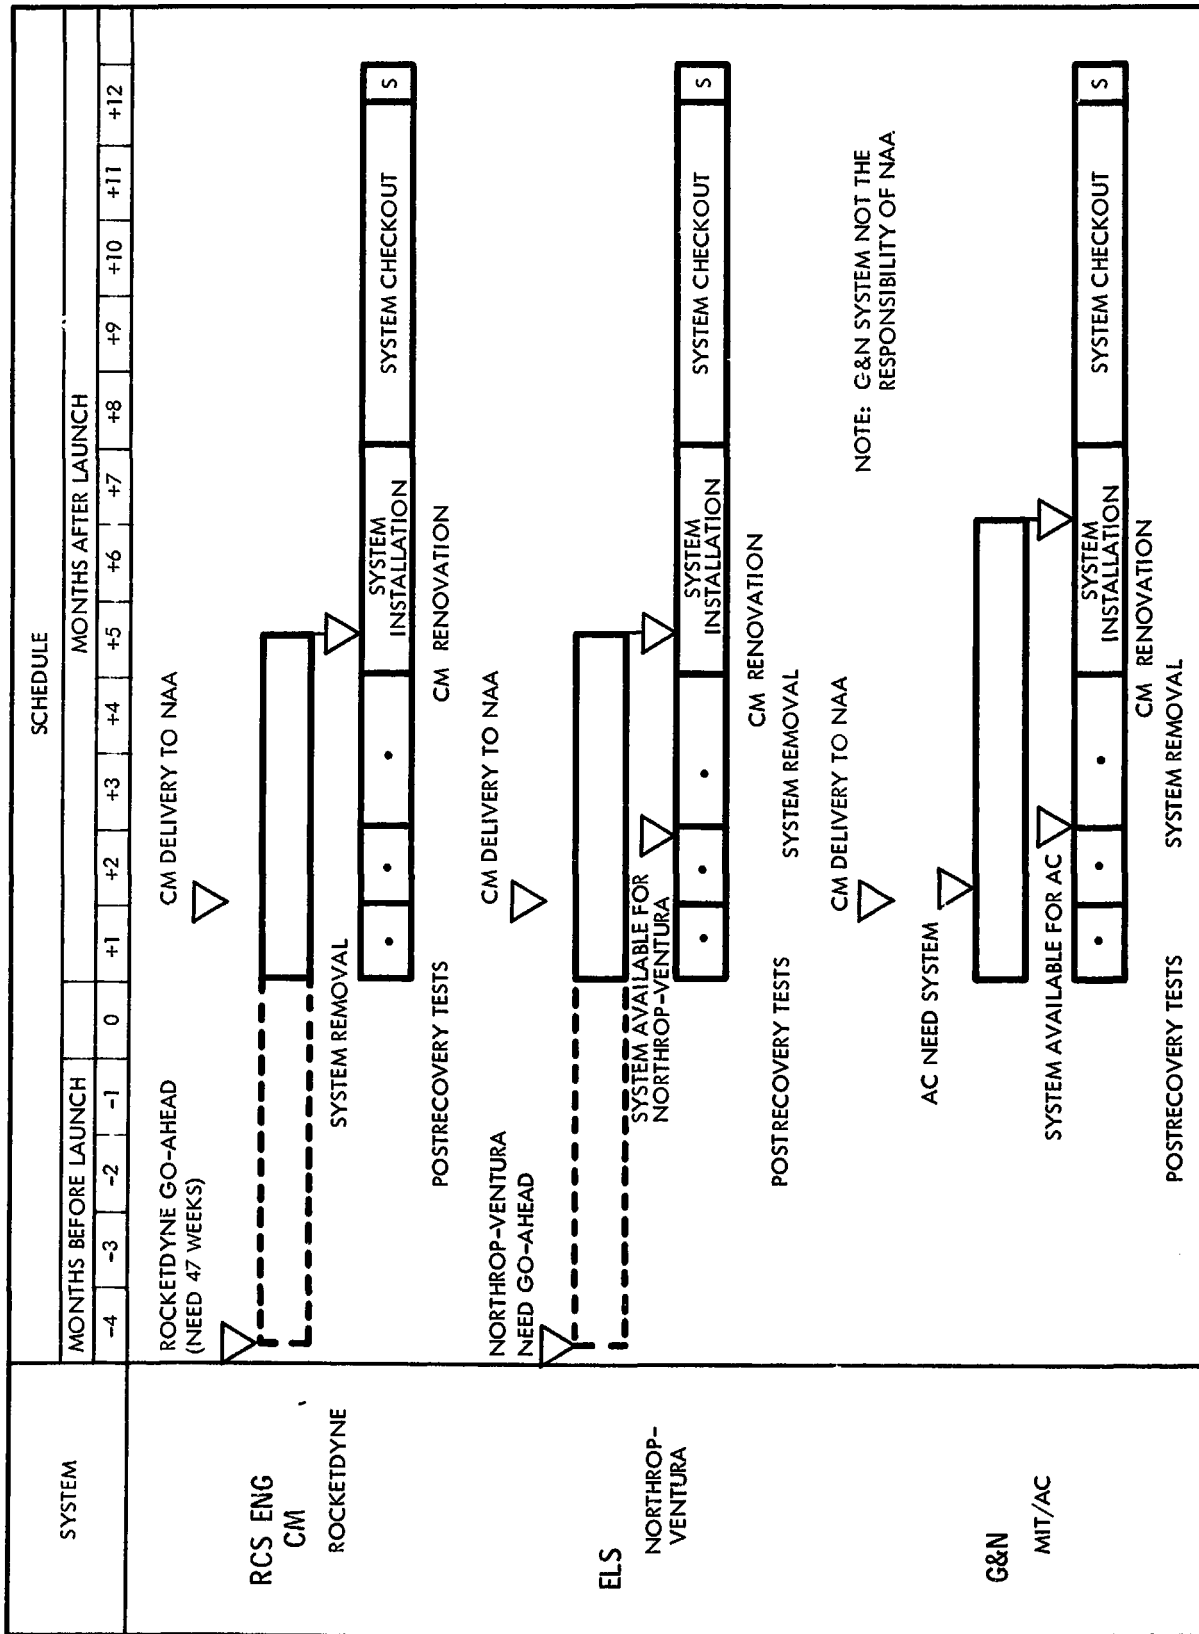 SYSTEM
SCHEDULE
MONTHS BEFORE LAUNCH
MONTHS AFTER LAUNCH
-4 -3 -2 -1 0 +1 +2 +3 +4 +5 +6 +7 +8 +9 +10 +11 +12
RCS ENG
CM
ROCKETDYNE
ROCKETDYNE GO-AHEAD
(NEED 47 WEEKS)
CM DELIVERY TO NAA
SYSTEM REMOVAL
SYSTEM
INSTALLATION
SYSTEM CHECKOUT
S
POSTRECOVERY TESTS
CM RENOVATION
ELS
NORTHROP-
VENTURA
NORTHROP-VENTURA
NEED GO-AHEAD
CM DELIVERY TO NAA
SYSTEM AVAILABLE FOR
NORTHROP-VENTURA
SYSTEM
INSTALLATION
SYSTEM CHECKOUT
S
CM RENOVATION
POSTRECOVERY TESTS
SYSTEM REMOVAL
G&N
MIT/AC
CM DELIVERY TO NAA
NOTE: G&N SYSTEM NOT THE
RESPONSIBILITY OF NAA
AC NEED SYSTEM
SYSTEM AVAILABLE FOR AC
SYSTEM
INSTALLATION
SYSTEM CHECKOUT
S
CM RENOVATION
POSTRECOVERY TESTS
SYSTEM REMOVAL